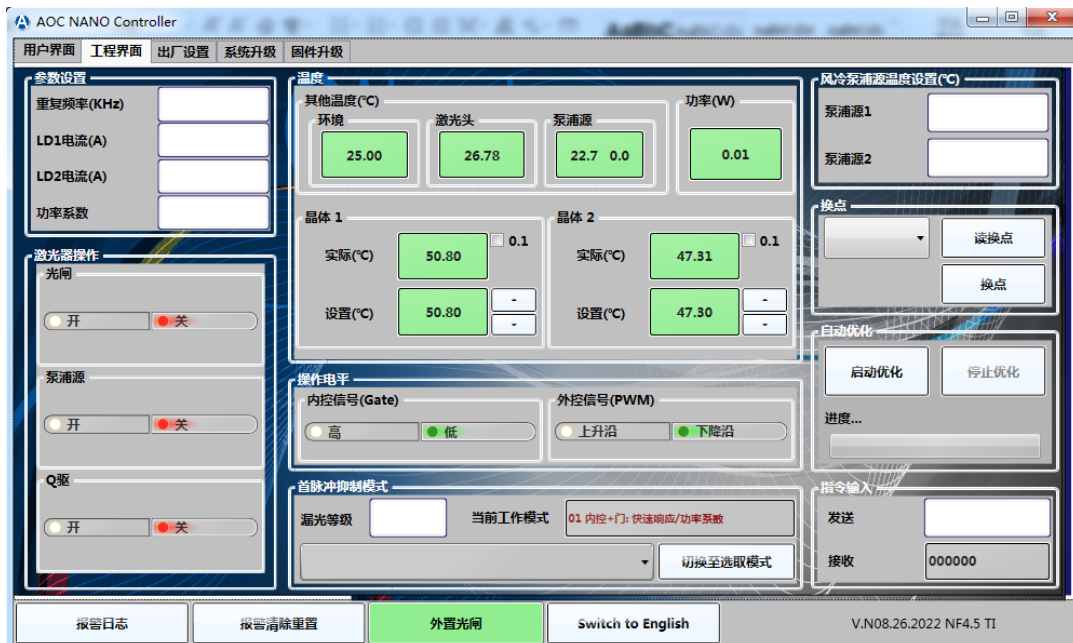 AOC NANO Controller
用户界面 工程界面 出厂设置 系统升级 固件升级
参数设置
重复频率(KHz)
LD1电流(A)
LD2电流(A)
功率系数
激光器操作
光闸
开 关
泵浦源
开 关
Q驱
开 关
温度
其他温度(℃)
环境 激光头 泵浦源
25.00 26.78 22.7 0.0
功率(W)
0.01
晶体 1
实际(℃) 50.80 0.1
设置(℃) 50.80 - -
晶体 2
实际(℃) 47.31 0.1
设置(℃) 47.30 - -
操作电平
内控信号(Gate)
高 低
外控信号(PWM)
上升沿 下降沿
首脉冲抑制模式
漏光等级 当前工作模式 01 内控+门: 快速响应/功率系数
切换至选取模式
风冷泵浦源温度设置(℃)
泵浦源1
泵浦源2
换点
读换点
换点
自动优化
启动优化 停止优化
进度...
指令输入
发送
接收 000000
报警日志 报警清除重置 外置光闸 Switch to English V.N08.26.2022 NF4.5 TI